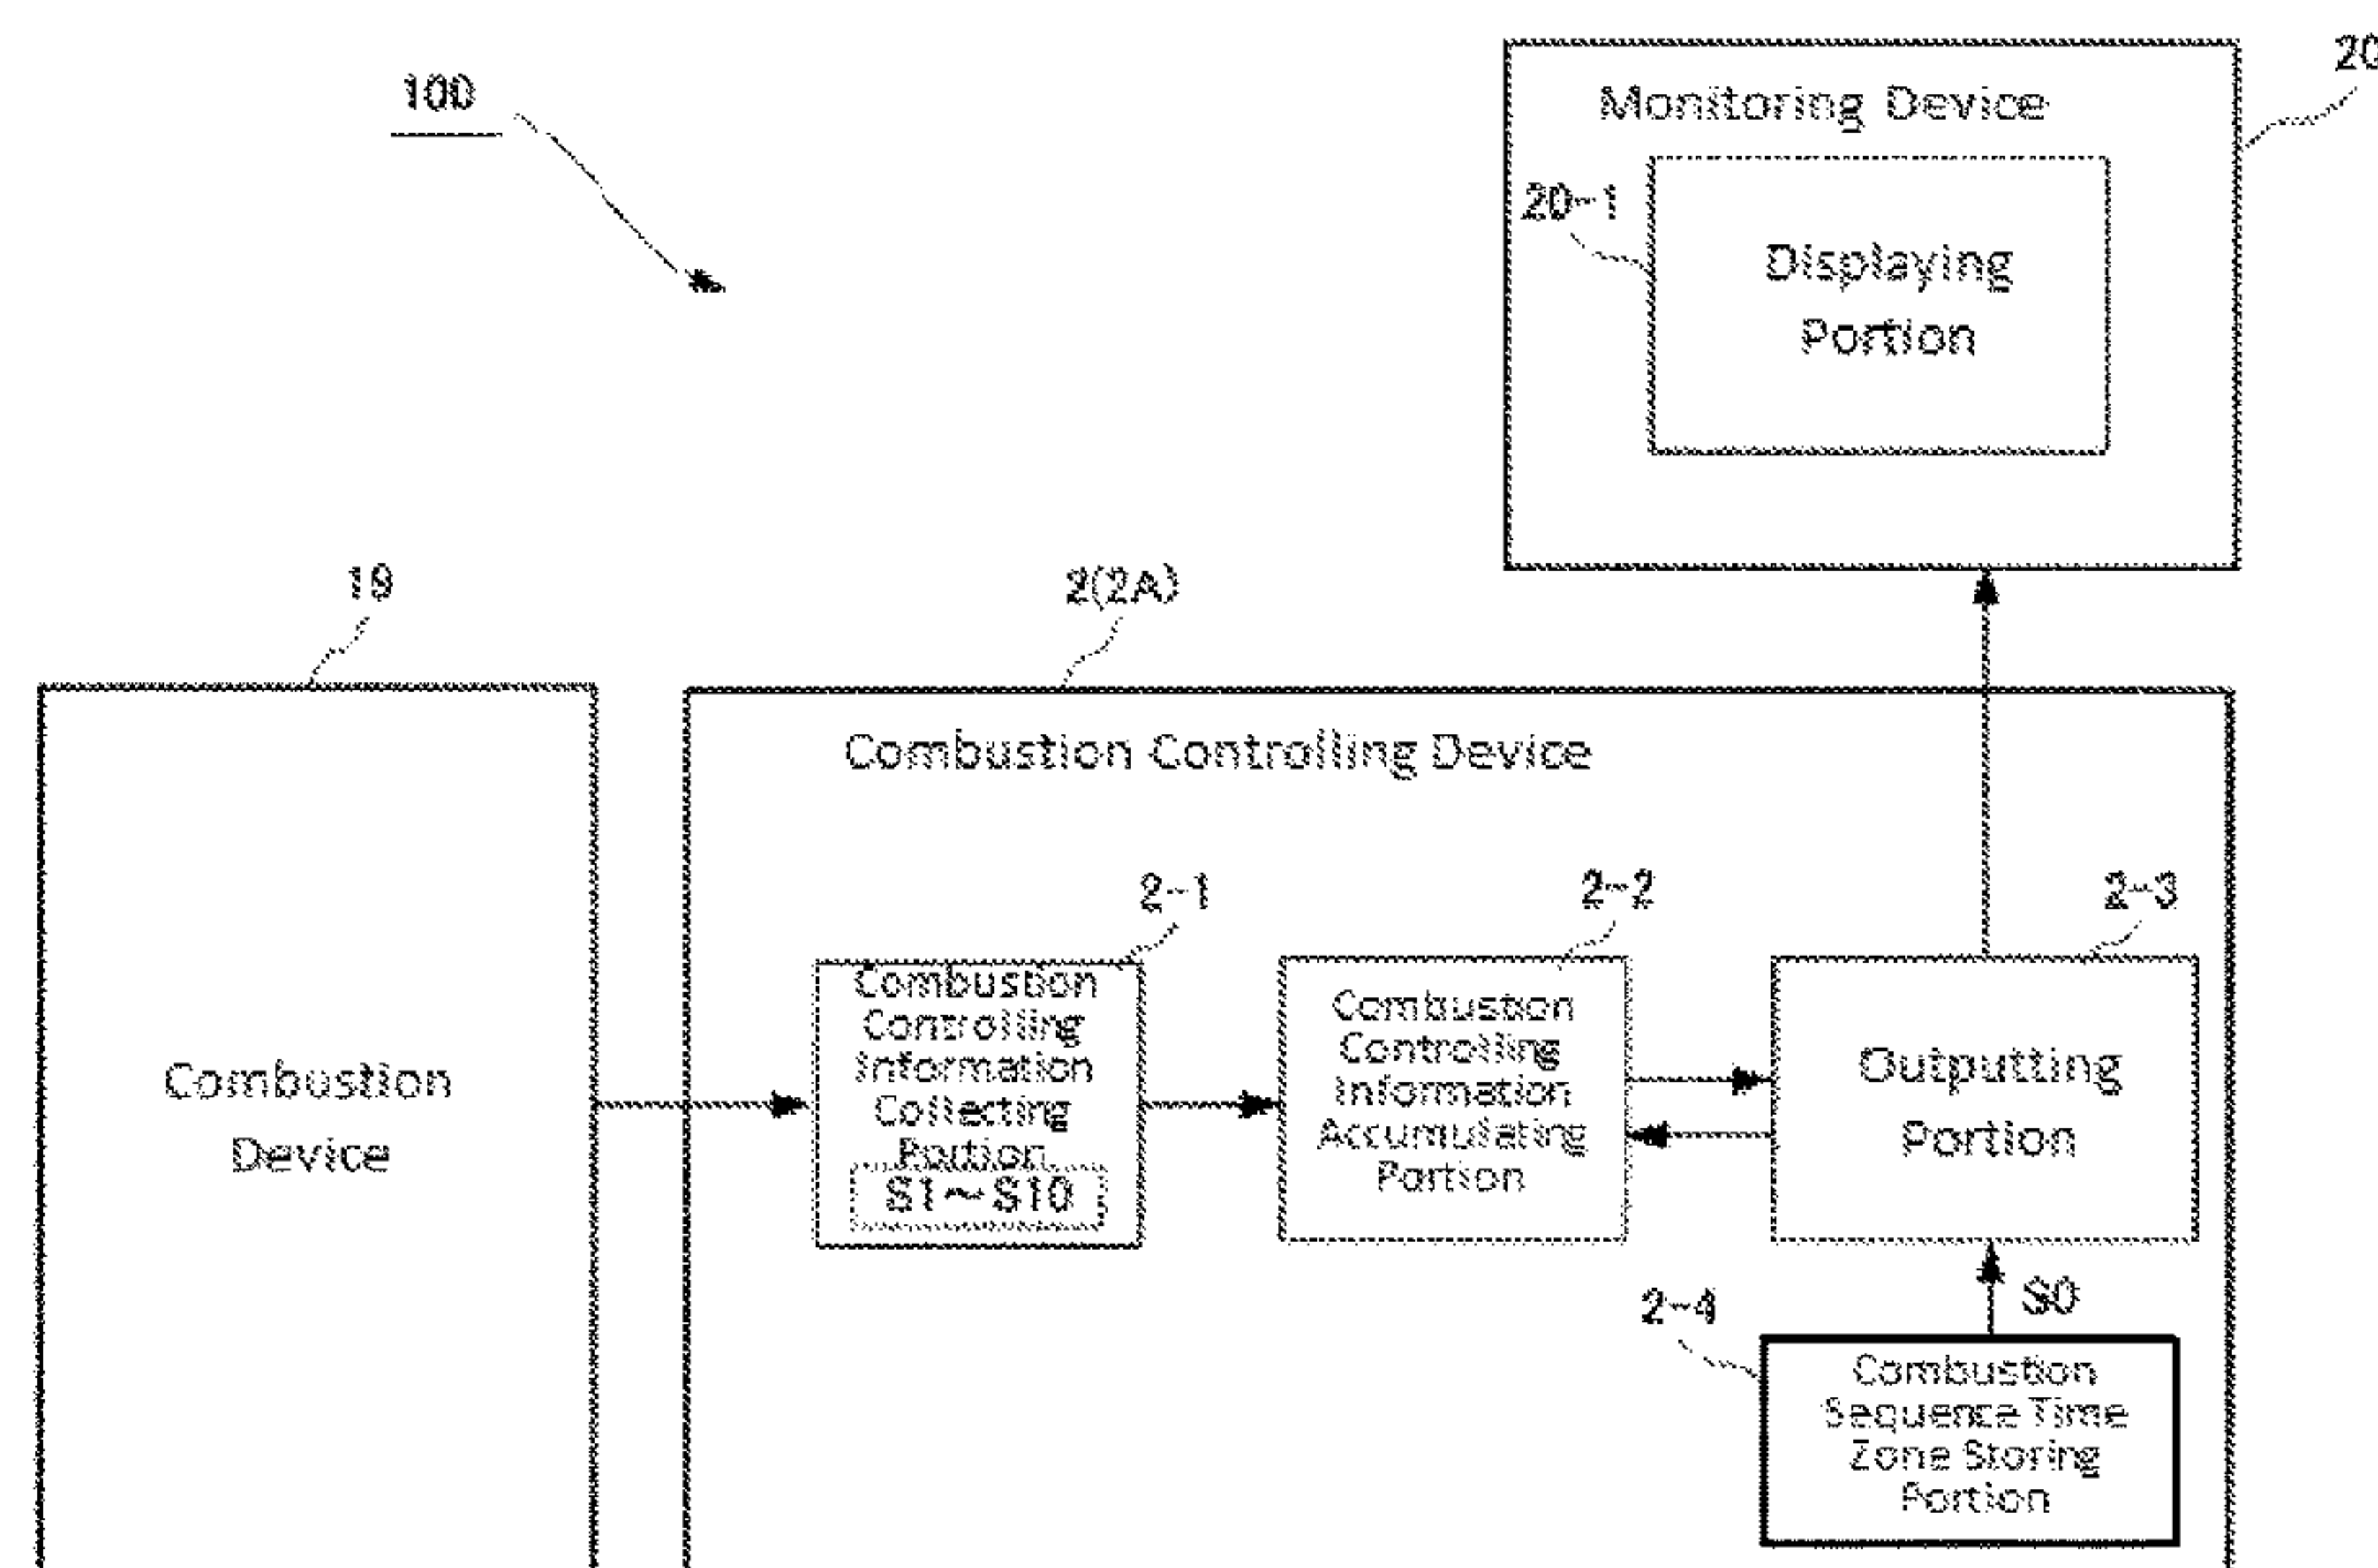 100
20
Monitoring Device
20-1
Displaying
Portion
19
2(2A)
Combustion Controlling Device
2-1
2-2
2-3
Combustion
Device
Combustion
Controlling
Information
Collecting
Portion
S1~S10
Combustion
Controlling
Information
Accumulating
Portion
Outputting
Portion
S0
2-4
Combustion
Sequence Time
Zone Storing
Portion